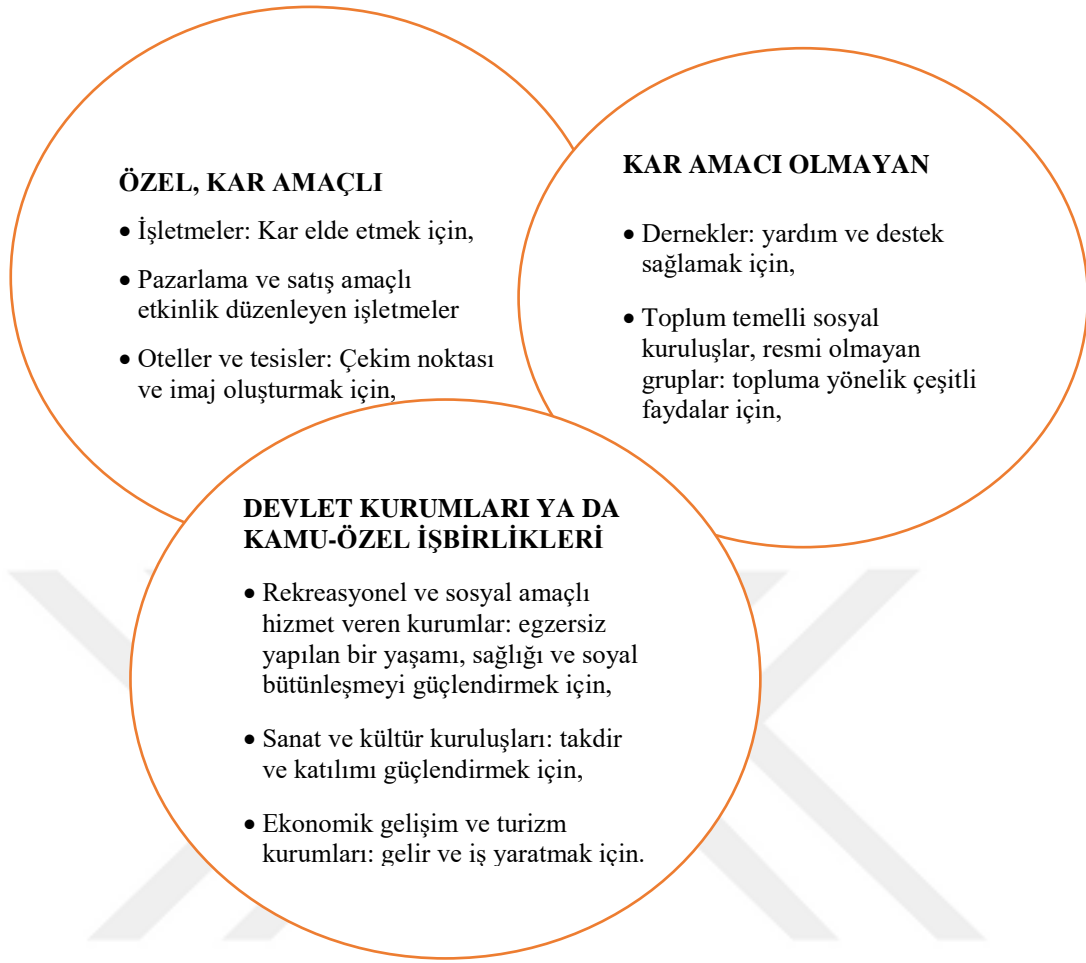 ÖZEL, KAR AMAÇLI
• İşletmeler: Kar elde etmek için,
• Pazarlama ve satış amaçlı
etkinlik düzenleyen işletmeler
• Oteller ve tesisler: Çekim noktası
ve imaj oluşturmak için,
KAR AMACI OLMAYAN
• Dernekler: yardım ve destek
sağlamak için,
• Toplum temelli sosyal
kuruluşlar, resmi olmayan
gruplar: topluma yönelik çeşitli
faydalar için,
DEVLET KURUMLARI YA DA
KAMU-ÖZEL İŞBİRLİKLERİ
• Rekreasyonel ve sosyal amaçlı
hizmet veren kurumlar: egzersiz
yapılan bir yaşamı, sağlığı ve soyal
bütünleşmeyi güçlendirmek için,
• Sanat ve kültür kuruluşları: takdir
ve katılımı güçlendirmek için,
• Ekonomik gelişim ve turizm
kurumları: gelir ve iş yaratmak için.